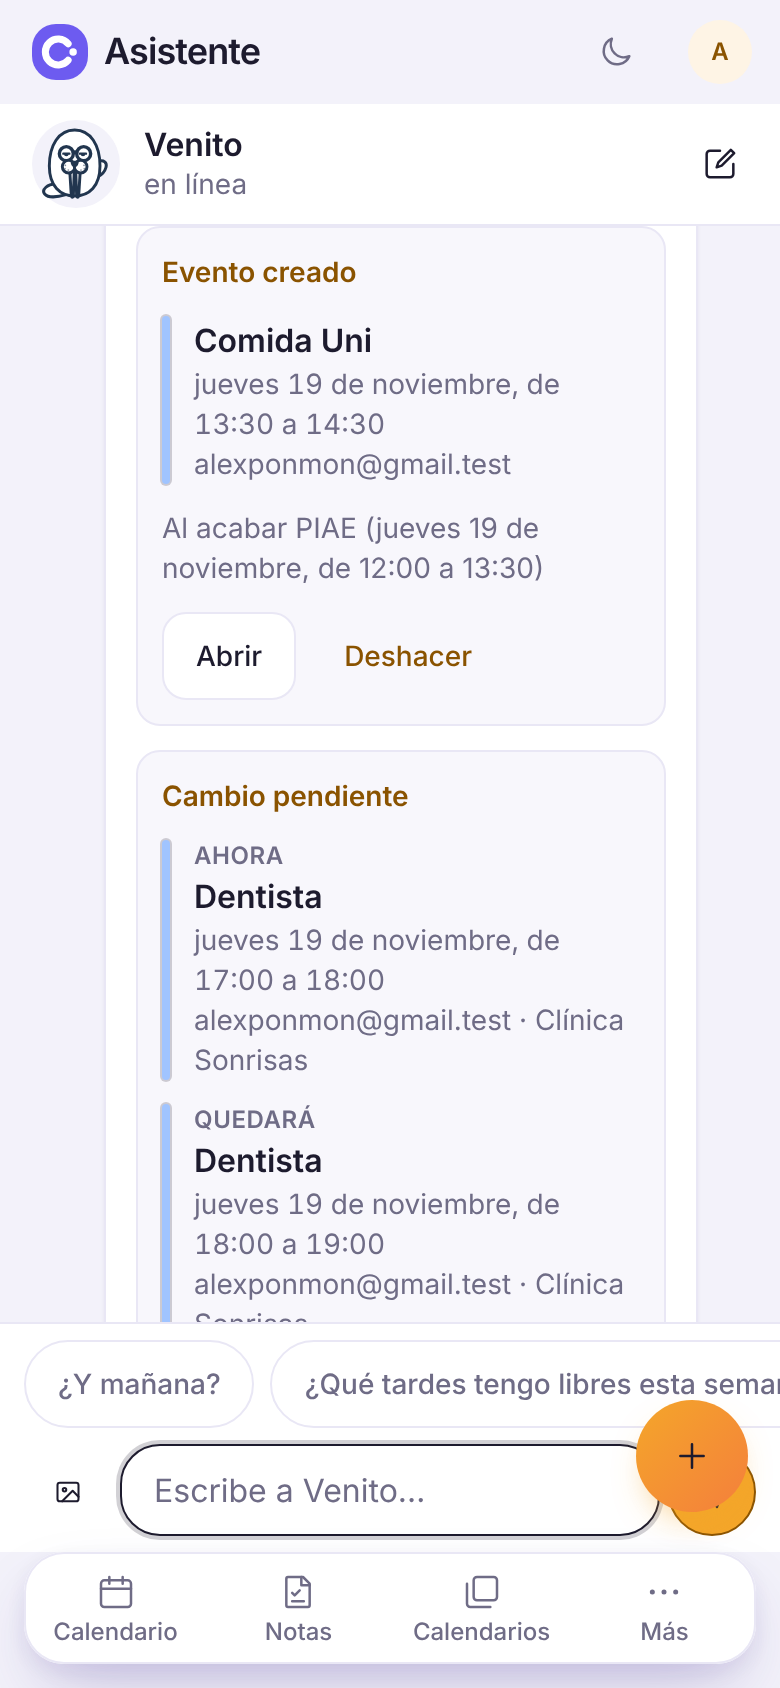 Asistente
A
Venito
en línea
Evento creado
Comida Uni
jueves 19 de noviembre, de
13:30 a 14:30
alexponmon@gmail.test
Al acabar PIAE (jueves 19 de
noviembre, de 12:00 a 13:30)
Abrir
Deshacer
Cambio pendiente
AHORA
Dentista
jueves 19 de noviembre, de
17:00 a 18:00
alexponmon@gmail.test · Clínica
Sonrisas
QUEDARÁ
Dentista
jueves 19 de noviembre, de
18:00 a 19:00
alexponmon@gmail.test · Clínica
¿Y mañana?
¿Qué tardes tengo libres esta
Escribe a Venito...
Calendario
Notas
Calendarios
Más